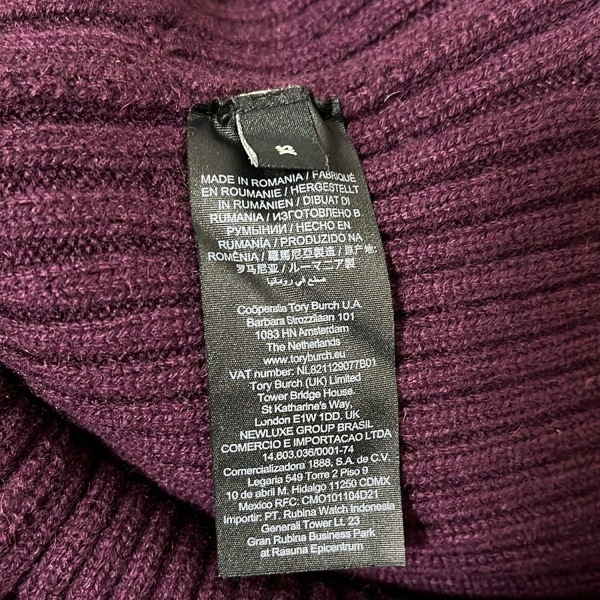 MADE IN ROMANIA / FABRIQUÉ
EN ROUMANIE / HERGESTELLT
IN RUMÄNIEN / DIBUAT DI
RUMANIA / ИЗГОТОВЛЕНО В
РУМЫНИИ / HECHO EN
RUMANÍA / PRODUZIDO NA
ROMÊNIA / 羅馬尼亞製造 / 原产地:
罗马尼亚 / ルーマニア製
صنع في رومانيا
Coöperatie Tory Burch U.A.
Barbara Strozzilaan 101
1083 HN Amsterdam
The Netherlands
www.toryburch.eu
VAT number: NL821129077B01
Tory Burch (UK) Limited
Tower Bridge House.
St Katharine's Way.
London E1W 1DD. UK
NEWLUXE GROUP BRASIL
COMERCIO E IMPORTACAO LTDA
14.603.036/0001-74
Comercializadora 1888, S.A. de C.V.
Legaria 549 Torre 2 Piso 9
10 de abril M. Hidalgo 11250 CDMX
Mexico RFC: CMO101104D21
Importir: PT. Rubina Watch Indonesia
Generali Tower Lt. 23
Gran Rubina Business Park
at Rasuna Epicentrum